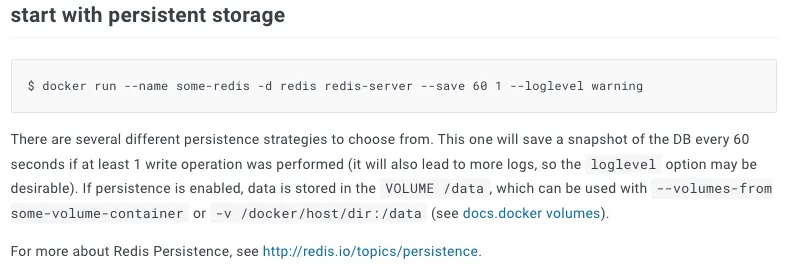 start with persistent storage
$ docker run --name some-redis -d redis redis-server --save 60 1 --loglevel warning
There are several different persistence strategies to choose from. This one will save a snapshot of the DB every 60
seconds if at least 1 write operation was performed (it will also lead to more logs, so the loglevel option may be
desirable). If persistence is enabled, data is stored in the VOLUME /data, which can be used with --volumes-from
some-volume-container or -v /docker/host/dir:/data (see docs.docker volumes).
For more about Redis Persistence, see http://redis.io/topics/persistence.